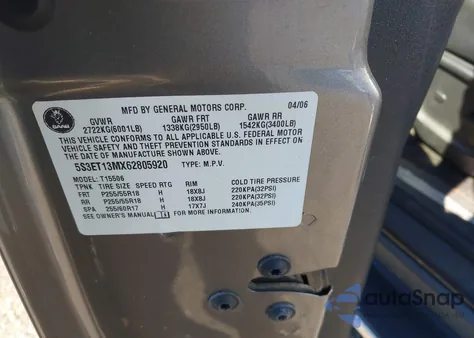 SAAB
MFD BY GENERAL MOTORS CORP. 04/06
GVWR GAWR FRT GAWR RR
2722KG(6001LB) 1338KG(2950LB) 1542KG(3400LB)
THIS VEHICLE CONFORMS TO ALL APPLICABLE U.S. FEDERAL MOTOR
VEHICLE SAFETY AND THEFT PREVENTION STANDARDS IN EFFECT ON
THE DATE OF MANUFACTURE SHOWN ABOVE.
5S3ET13MX62805920 TYPE: M.P.V.
MODEL: T15506
TPNK TIRE SIZE SPEED RTG RIM COLD TIRE PRESSURE
FRT P255/55R18 H 18X8J 220KPA(32PSI)
RR P255/55R18 H 18X8J 220KPA(32PSI)
SPA 255/60R17 H 17X7J 240KPA(35PSI)
SEE OWNER'S MANUAL FOR MORE INFORMATION.
autoSnap